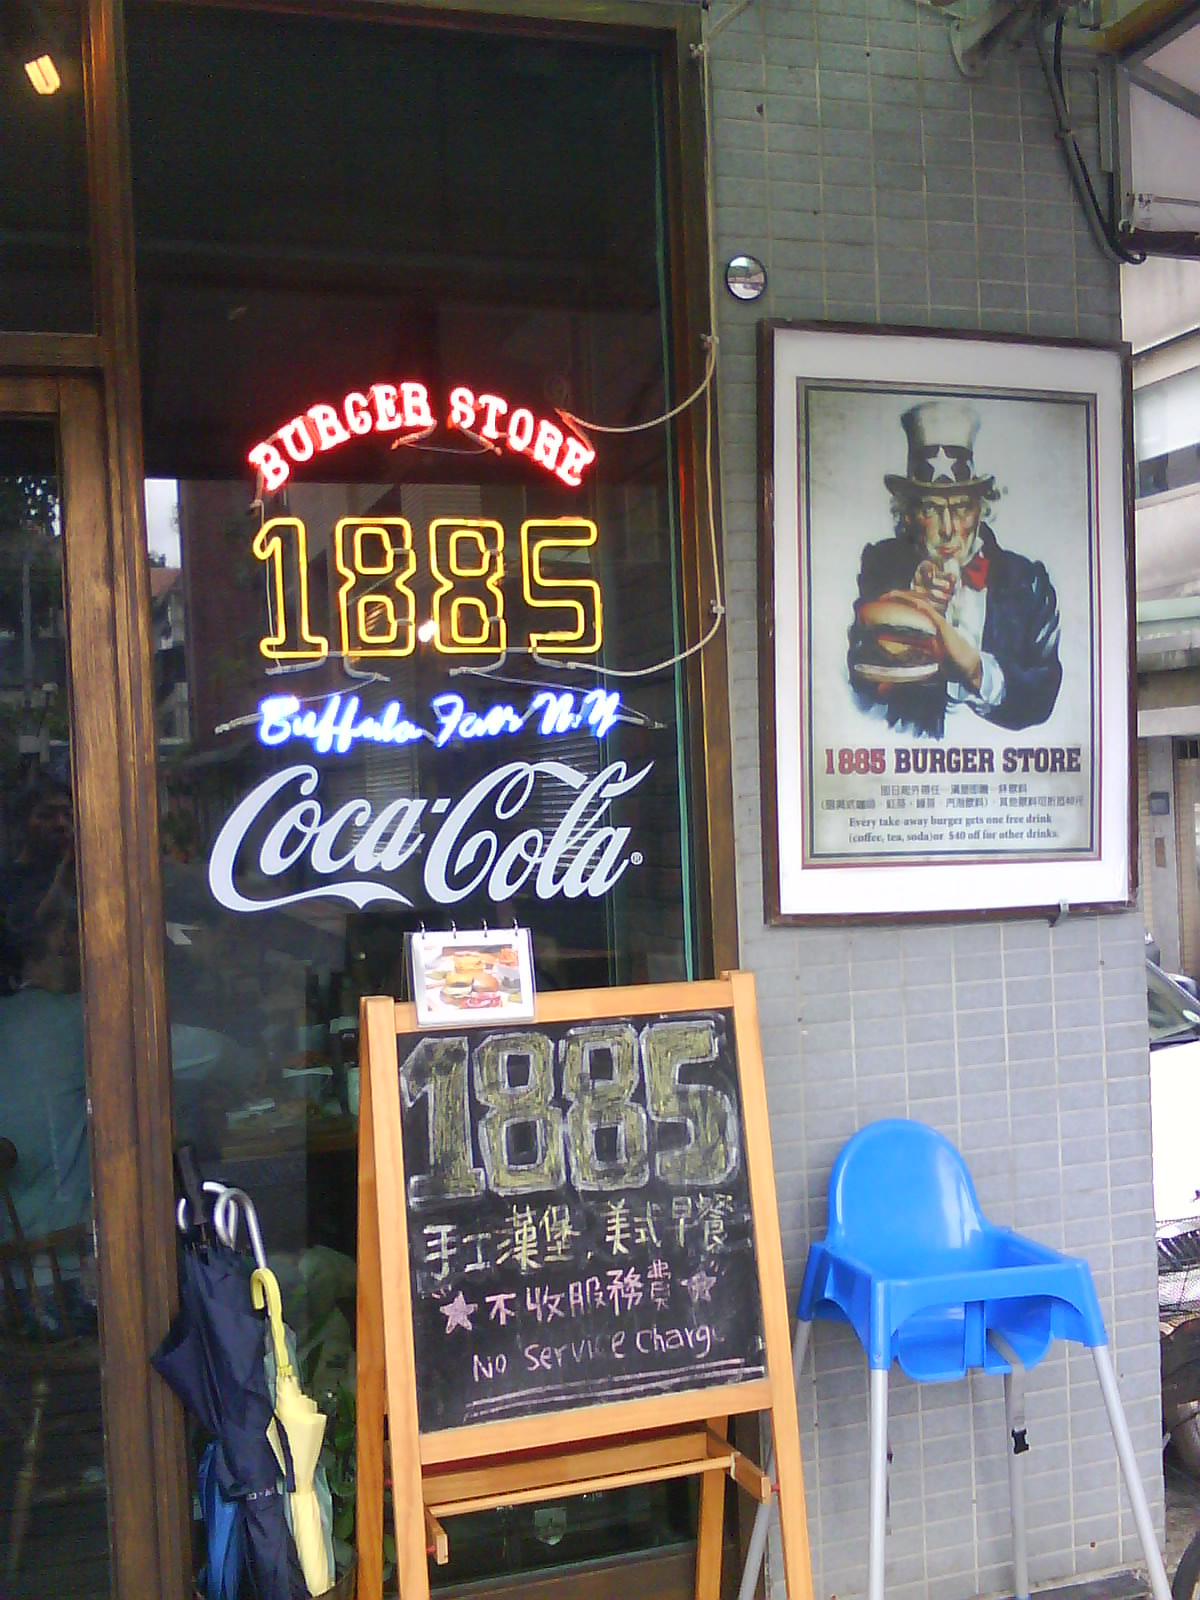 BURGER STORE
1885
Buffalo Fair N.Y
Coca-Cola®
1885 BURGER STORE
Every take-away burger gets one free drink
(coffee, tea, soda)or $40 off for other drinks.
1885
手工漢堡,美式早餐
★不收服務費★
No Service Charge